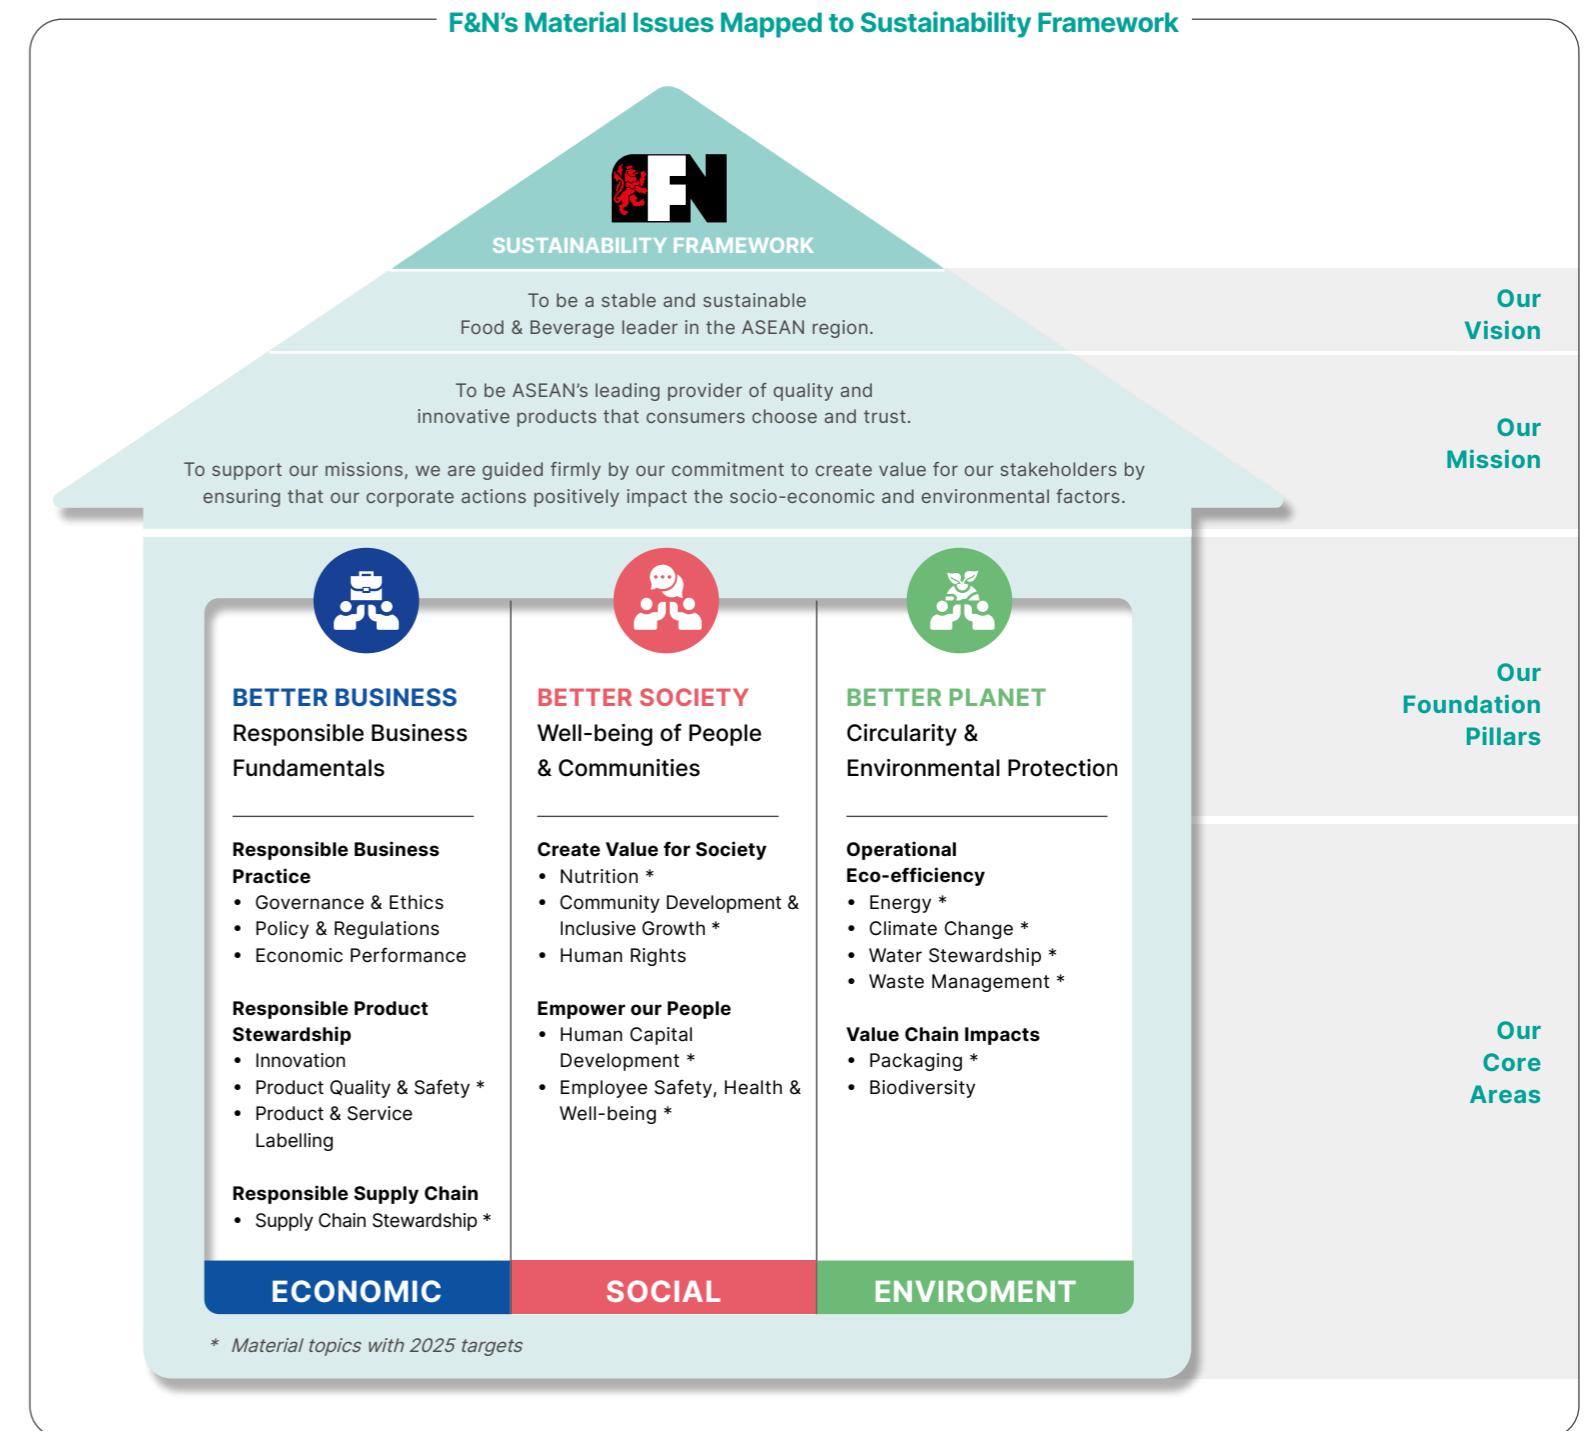 F&N's Material Issues Mapped to Sustainability Framework
FN
SUSTAINABILITY FRAMEWORK
To be a stable and sustainable
Food & Beverage leader in the ASEAN region.
Our
Vision
To be ASEAN's leading provider of quality and
innovative products that consumers choose and trust.
To support our missions, we are guided firmly by our commitment to create value for our stakeholders by
ensuring that our corporate actions positively impact the socio-economic and environmental factors.
Our
Mission
BETTER BUSINESS
Responsible Business
Fundamentals
BETTER SOCIETY
Well-being of People
& Communities
BETTER PLANET
Circularity &
Environmental Protection
Our
Foundation
Pillars
Responsible Business
Practice
• Governance & Ethics
• Policy & Regulations
• Economic Performance
Responsible Product
Stewardship
• Innovation
• Product Quality & Safety *
• Product & Service
Labelling
Responsible Supply Chain
• Supply Chain Stewardship *
Create Value for Society
• Nutrition *
• Community Development &
Inclusive Growth *
• Human Rights
Empower our People
• Human Capital
Development *
• Employee Safety, Health &
Well-being *
Operational
Eco-efficiency
• Energy *
• Climate Change *
• Water Stewardship *
• Waste Management *
Value Chain Impacts
• Packaging *
• Biodiversity
Our
Core
Areas
ECONOMIC
SOCIAL
ENVIROMENT
* Material topics with 2025 targets